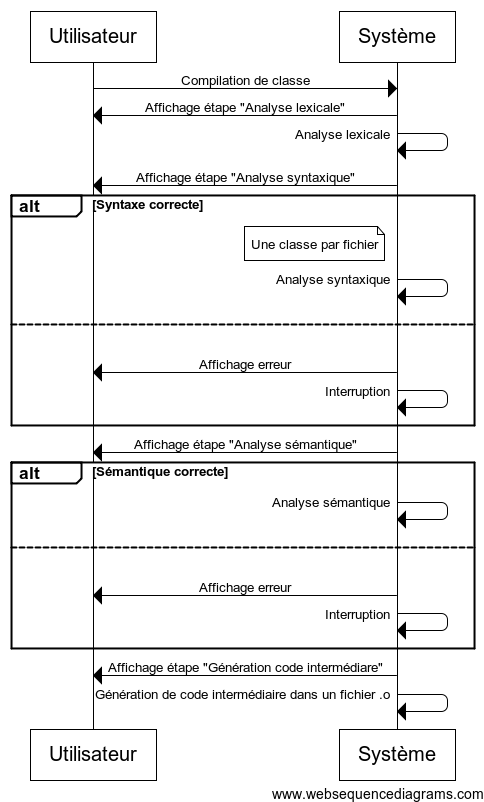 Utilisateur
Système
Compilation de classe
Affichage étape "Analyse lexicale"
Analyse lexicale
Affichage étape "Analyse syntaxique"
alt
[Syntaxe correcte]
Une classe par fichier
Analyse syntaxique
Affichage erreur
Interruption
Affichage étape "Analyse sémantique"
alt
[Sémantique correcte]
Analyse sémantique
Affichage erreur
Interruption
Affichage étape "Génération code intermédiare"
Génération de code intermédiaire dans un fichier .o
Utilisateur
Système
www.websequencediagrams.com